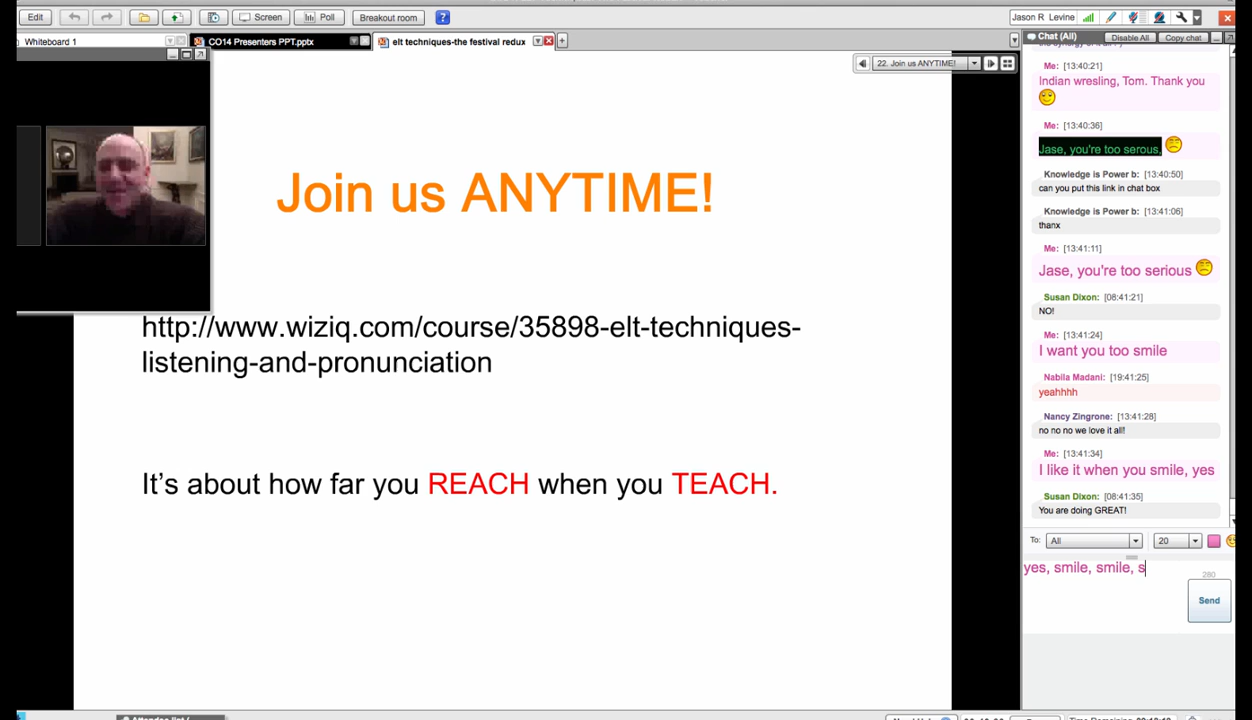 Edit
Screen
Poll
Breakout room
?
Jason R Levine
Whiteboard 1
CO14 Presenters PPT.pptx
elt techniques-the festival redux
22. Join us ANYTIME!
Join us ANYTIME!
http://www.wiziq.com/course/35898-elt-techniques-
listening-and-pronunciation
It's about how far you REACH when you TEACH.
Chat (All)
Disable All
Copy chat
Me: [13:40:21]
Indian wresling, Tom. Thank you
Me: [13:40:36]
Jase, you're too serous,
Knowledge is Power b: [13:40:50]
can you put this link in chat box
Knowledge is Power b: [13:41:06]
thanx
Me: [13:41:11]
Jase, you're too serious
Susan Dixon: [08:41:21]
NO!
Me: [13:41:24]
I want you too smile
Nabila Madani: [19:41:25]
yeahhhh
Nancy Zingrone: [13:41:28]
no no no we love it all!
Me: [13:41:34]
I like it when you smile, yes
Susan Dixon: [08:41:35]
You are doing GREAT!
To: All 20
yes, smile, smile, s
280
Send